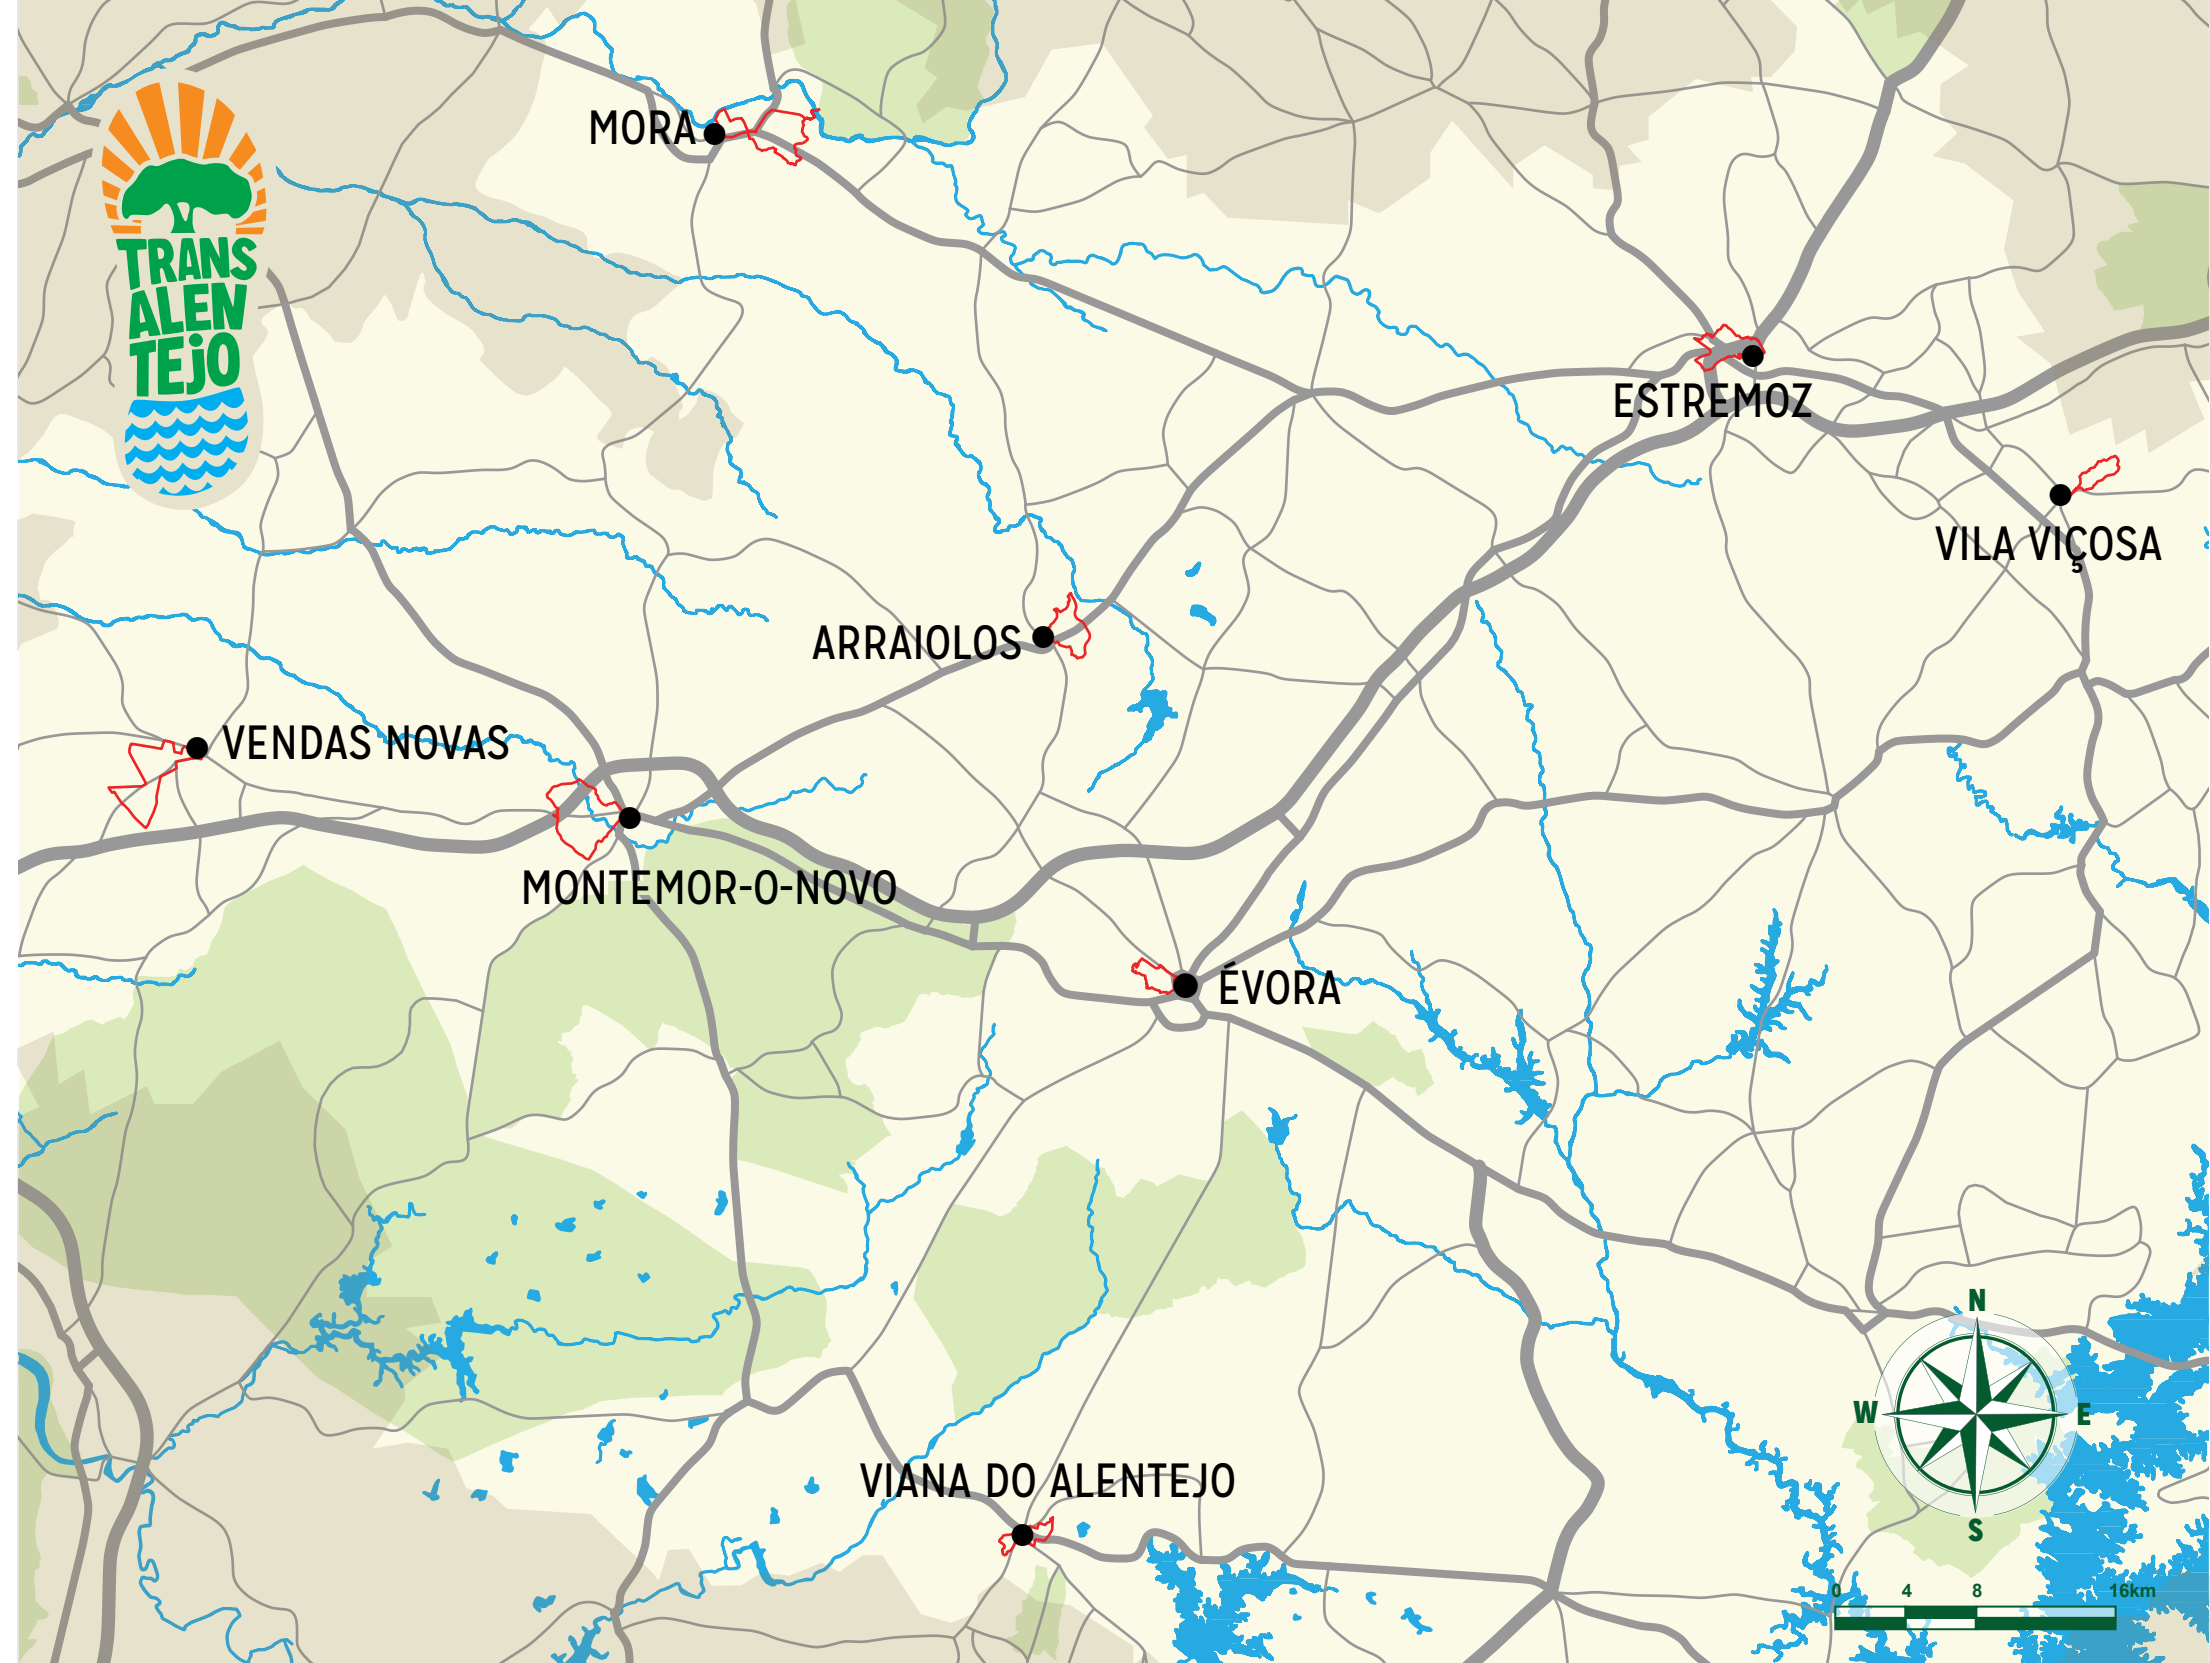 MORA
TRANS
ALEN
TEjO
ESTREMOZ
VILA VIÇOSA
ARRAIOLOS
VENDAS NOVAS
MONTEMOR-O-NOVO
ÉVORA
N
W
E
VIANA DO ALENTEJO
S
0 4 8 16km